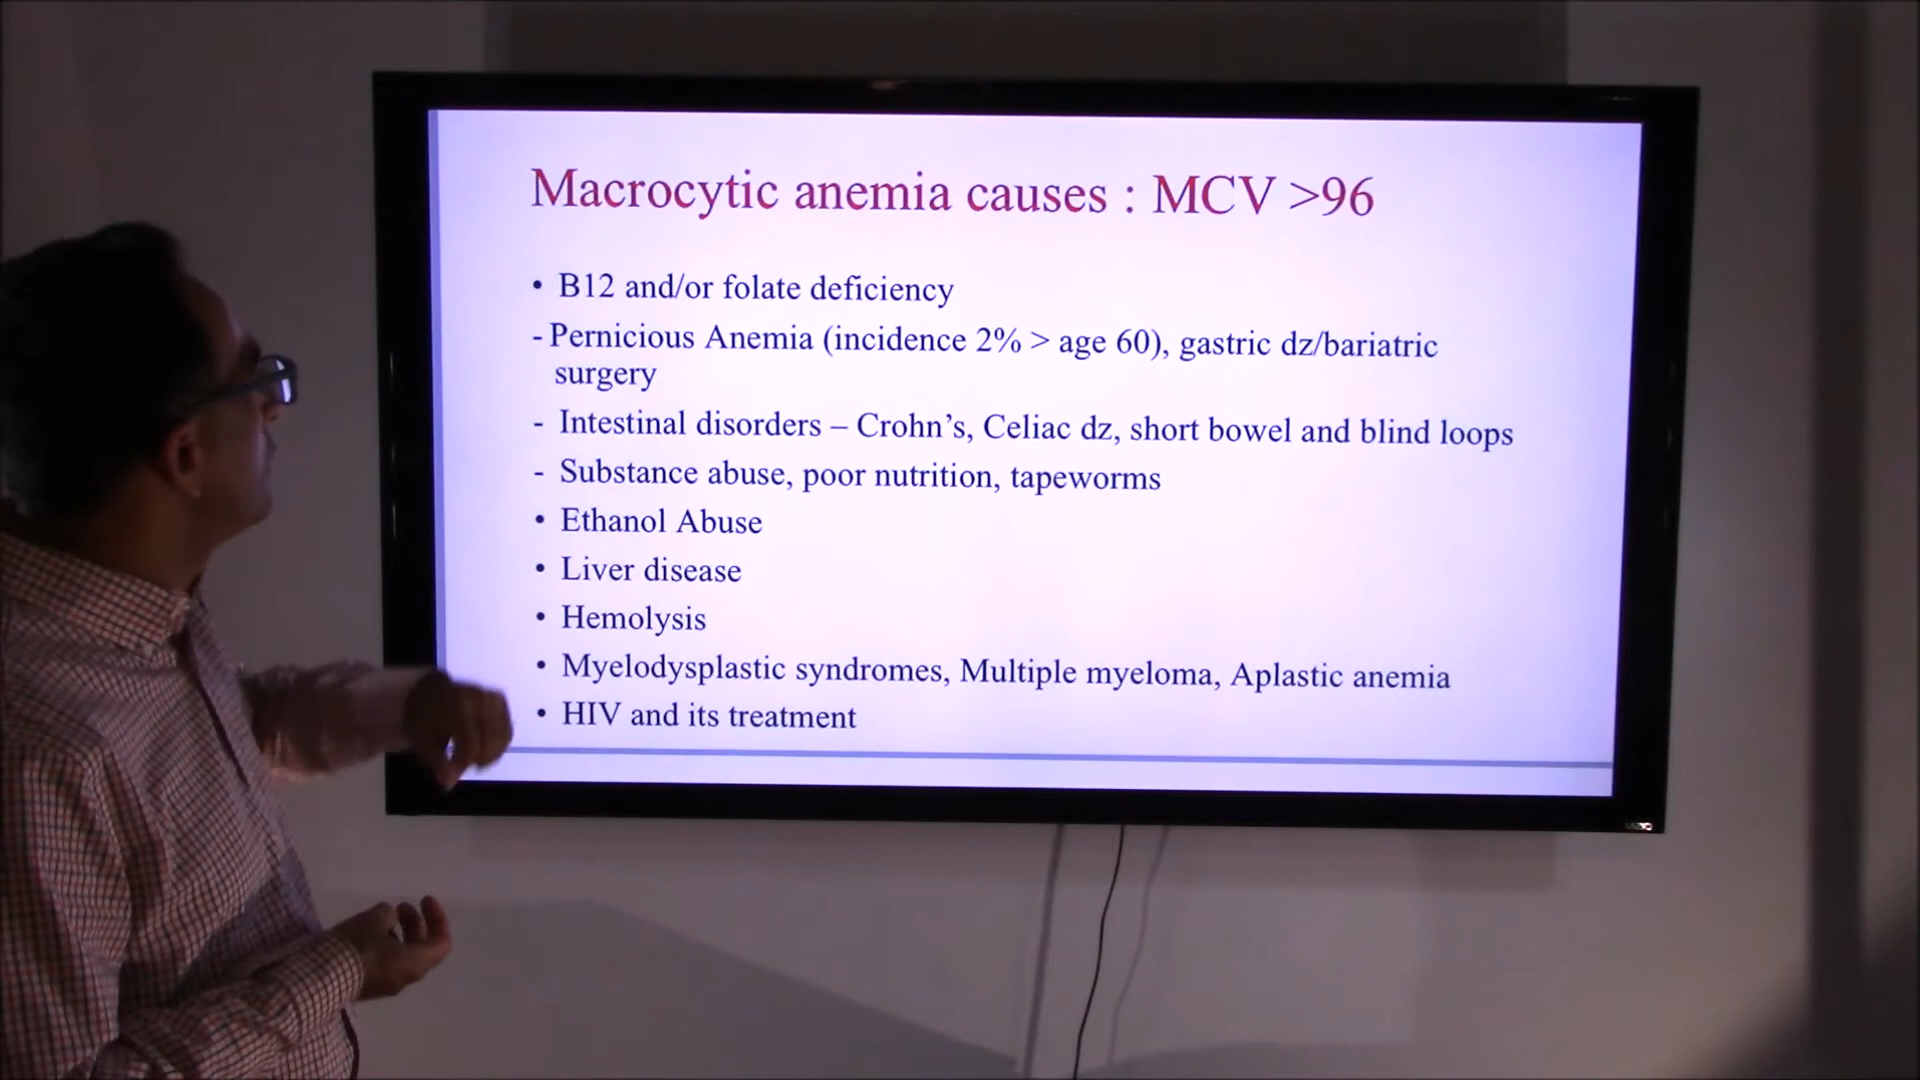 Macrocytic anemia causes : MCV >96
• B12 and/or folate deficiency
- Pernicious Anemia (incidence 2% > age 60), gastric dz/bariatric
surgery
- Intestinal disorders – Crohn's, Celiac dz, short bowel and blind loops
- Substance abuse, poor nutrition, tapeworms
• Ethanol Abuse
• Liver disease
• Hemolysis
• Myelodysplastic syndromes, Multiple myeloma, Aplastic anemia
• HIV and its treatment
VIZIO